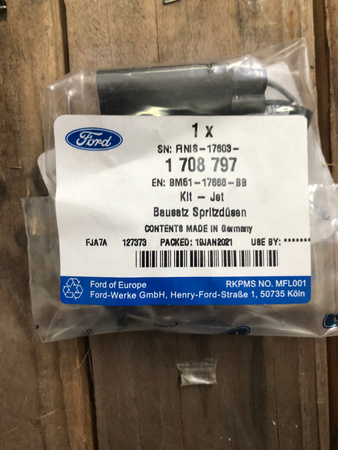 Ford
1 x
SN: FINIS-17603-
1 708 797
EN: BM51-17666-BB
Kit - Jet
Bausatz Spritzdüsen
CONTENTS MADE IN Germany
FJA7A 127373 PACKED: 19JAN2021 USE BY: *******
Ford of Europe RKPMS NO. MFL001
Ford-Werke GmbH, Henry-Ford-Straße 1, 50735 Köln